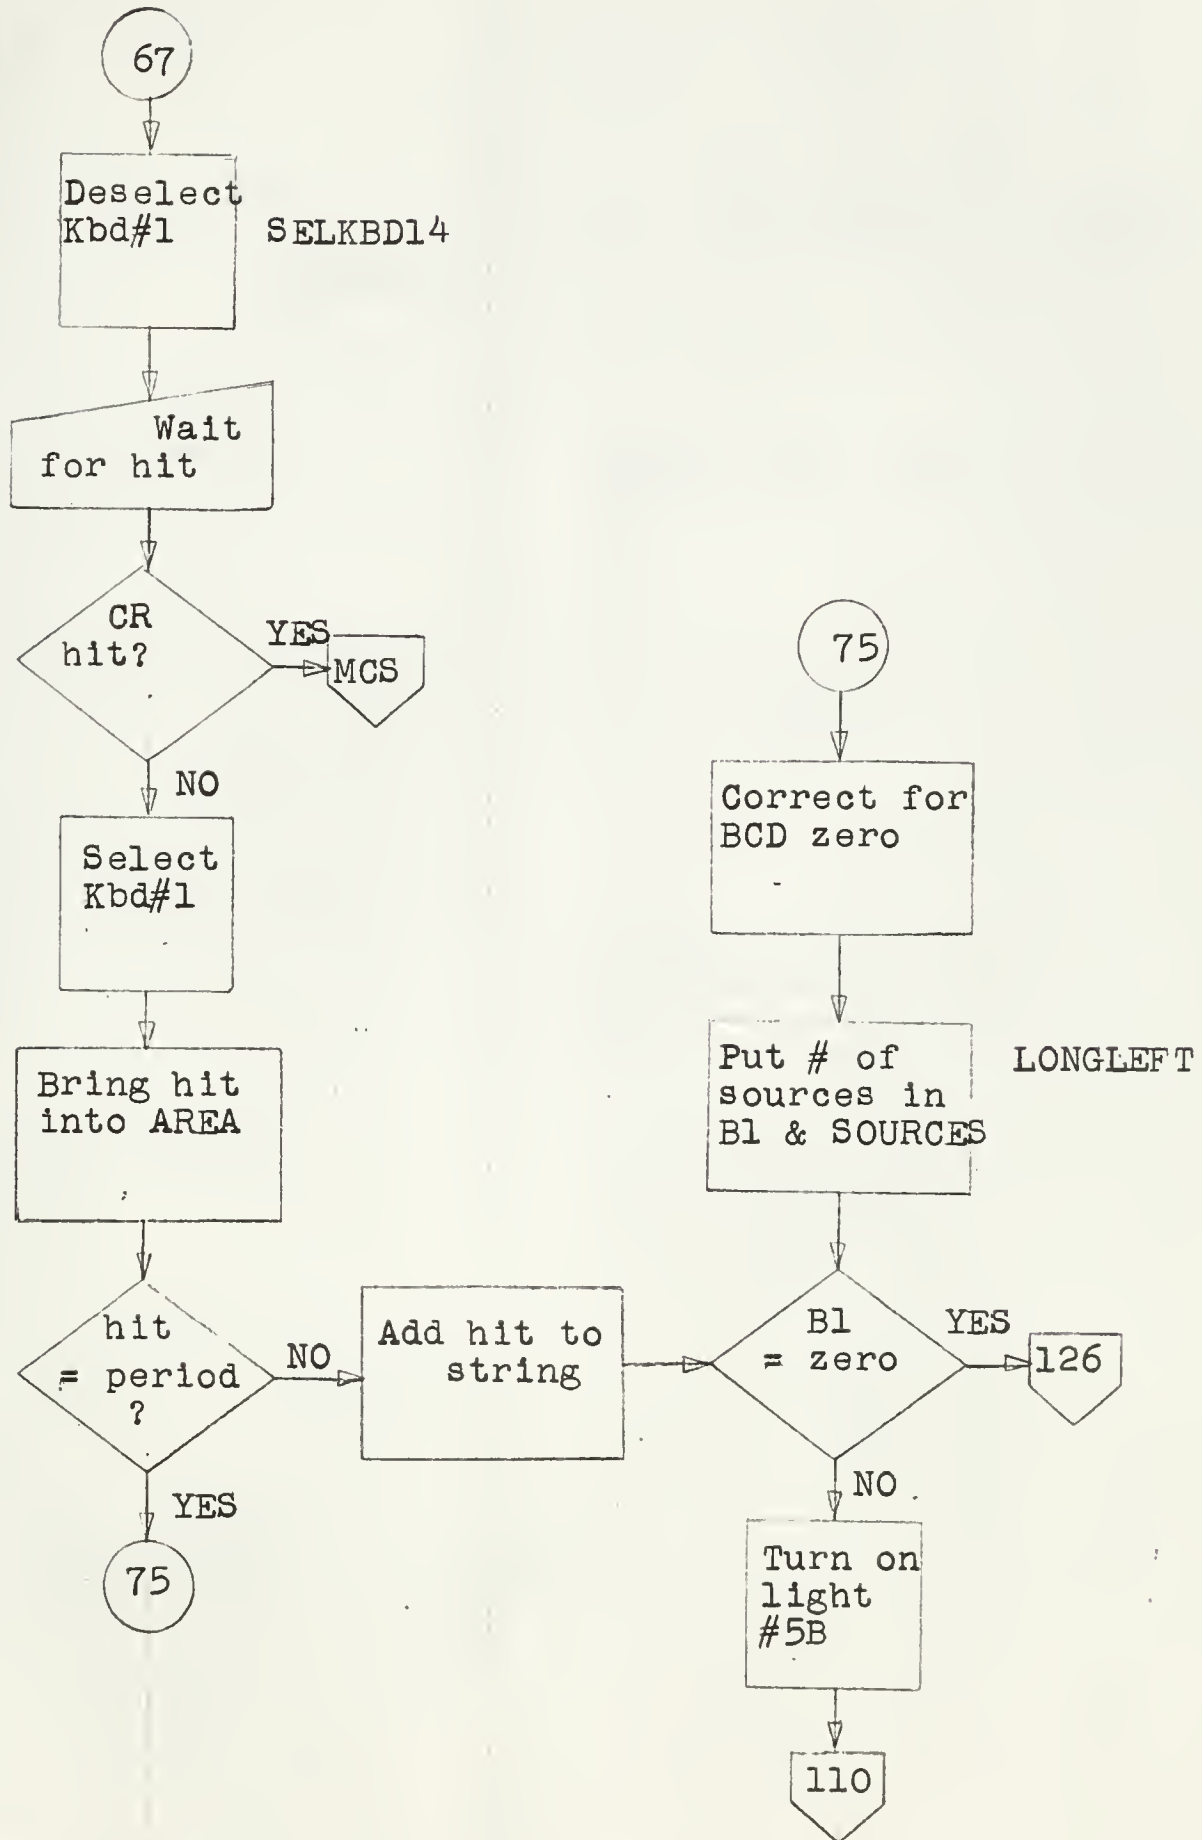 67
Deselect
Kbd#1
SELKBD14
Wait
for hit
CR
hit?
YES
MCS
NO
Select
Kbd#1
Bring hit
into AREA
hit
= period
?
NO
Add hit to
string
YES
75
75
Correct for
BCD zero
Put # of
sources in
B1 & SOURCES
LONGLEFT
B1
= zero
YES
126
NO
Turn on
light
#5B
110